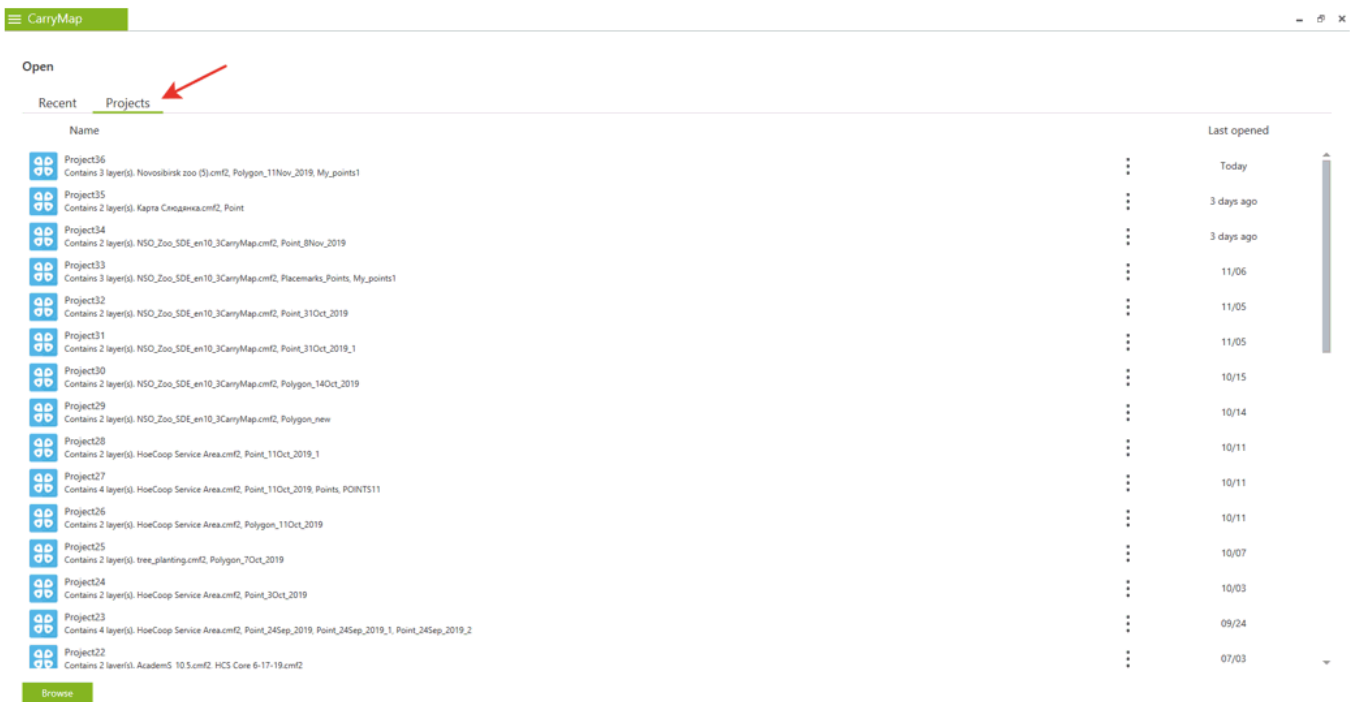 CarryMap
Open
Recent Projects
Name Last opened
Project36
Contains 3 layer(s). Novosibirsk zoo (5).cmf2, Polygon_11Nov_2019, My_points1
Today
Project35
Contains 2 layer(s). Карта Слюдянка.cmf2, Point
3 days ago
Project34
Contains 2 layer(s). NSO_Zoo_SDE_en10_3CarryMap.cmf2, Point_8Nov_2019
3 days ago
Project33
Contains 3 layer(s). NSO_Zoo_SDE_en10_3CarryMap.cmf2, Placemarks_Points, My_points1
11/06
Project32
Contains 2 layer(s). NSO_Zoo_SDE_en10_3CarryMap.cmf2, Point_31Oct_2019
11/05
Project31
Contains 2 layer(s). NSO_Zoo_SDE_en10_3CarryMap.cmf2, Point_31Oct_2019_1
11/05
Project30
Contains 2 layer(s). NSO_Zoo_SDE_en10_3CarryMap.cmf2, Polygon_14Oct_2019
10/15
Project29
Contains 2 layer(s). NSO_Zoo_SDE_en10_3CarryMap.cmf2, Polygon_new
10/14
Project28
Contains 2 layer(s). HoeCoop Service Area.cmf2, Point_11Oct_2019_1
10/11
Project27
Contains 4 layer(s). HoeCoop Service Area.cmf2, Point_11Oct_2019, Points, POINTS11
10/11
Project26
Contains 2 layer(s). HoeCoop Service Area.cmf2, Polygon_11Oct_2019
10/11
Project25
Contains 2 layer(s). tree_planting.cmf2, Polygon_7Oct_2019
10/07
Project24
Contains 2 layer(s). HoeCoop Service Area.cmf2, Point_3Oct_2019
10/03
Project23
Contains 4 layer(s). HoeCoop Service Area.cmf2, Point_24Sep_2019, Point_24Sep_2019_1, Point_24Sep_2019_2
09/24
Project22
Contains 2 layer(s). AcademS_10.5.cmf2, HCS Core 6-17-19.cmf2
07/03
Browse